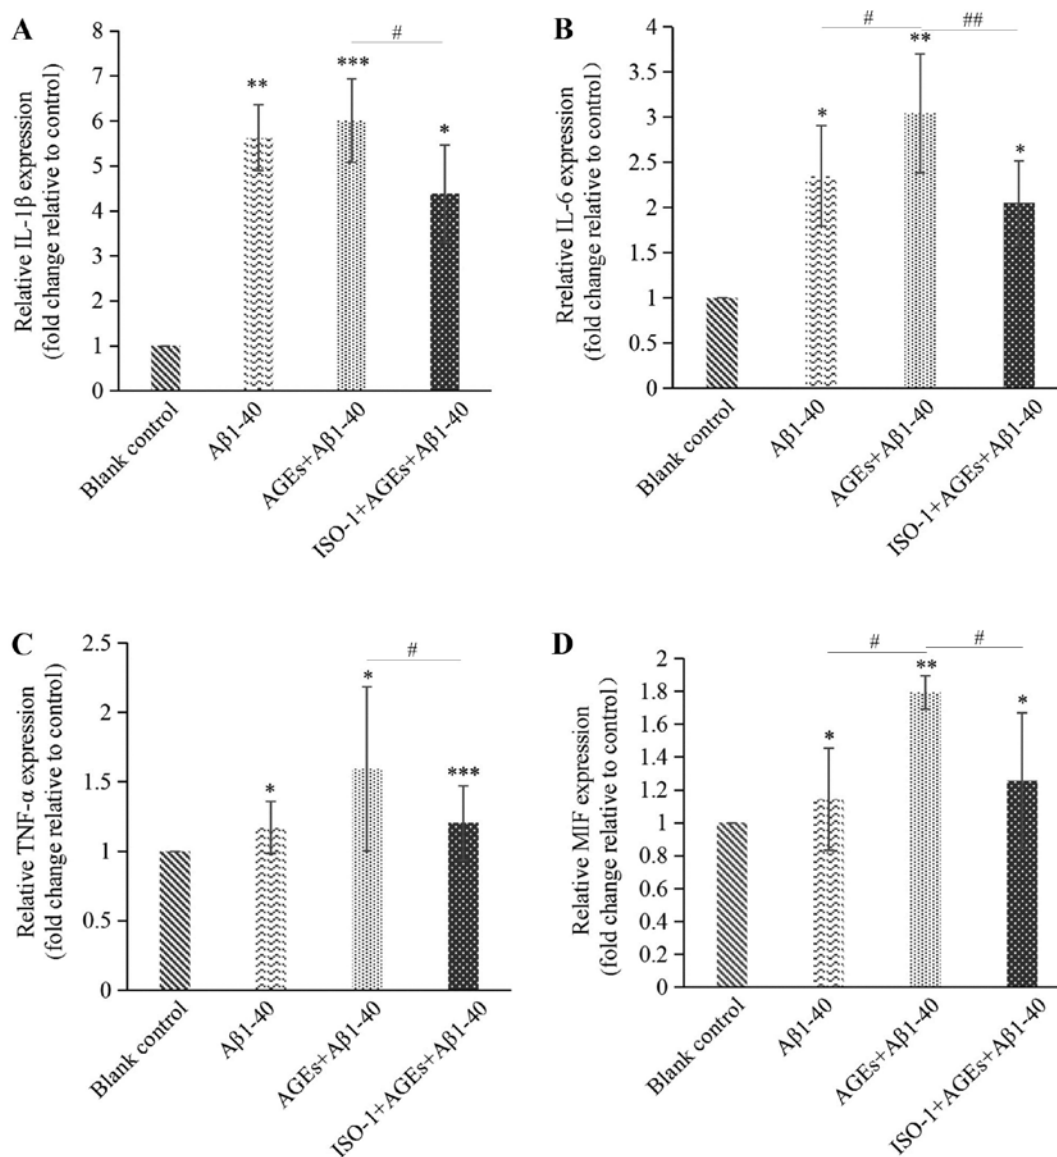 A
Relative IL-1β expression
(fold change relative to control)
8
7
6
5
4
3
2
1
0
**
***
#
*
Blank control
Aβ1-40
AGEs+Aβ1-40
ISO-1+AGEs+Aβ1-40
B
Rrelative IL-6 expression
(fold change relative to control)
4
3.5
3
2.5
2
1.5
1
0.5
0
#
##
*
**
*
Blank control
Aβ1-40
AGEs+Aβ1-40
ISO-1+AGEs+Aβ1-40
C
Relative TNF-α expression
(fold change relative to control)
2.5
2
1.5
1
0.5
0
#
*
*
***
Blank control
Aβ1-40
AGEs+Aβ1-40
ISO-1+AGEs+Aβ1-40
D
Relative MIF expression
(fold change relative to control)
2
1.8
1.6
1.4
1.2
1
0.8
0.6
0.4
0.2
0
#
#
*
**
*
Blank control
Aβ1-40
AGEs+Aβ1-40
ISO-1+AGEs+Aβ1-40